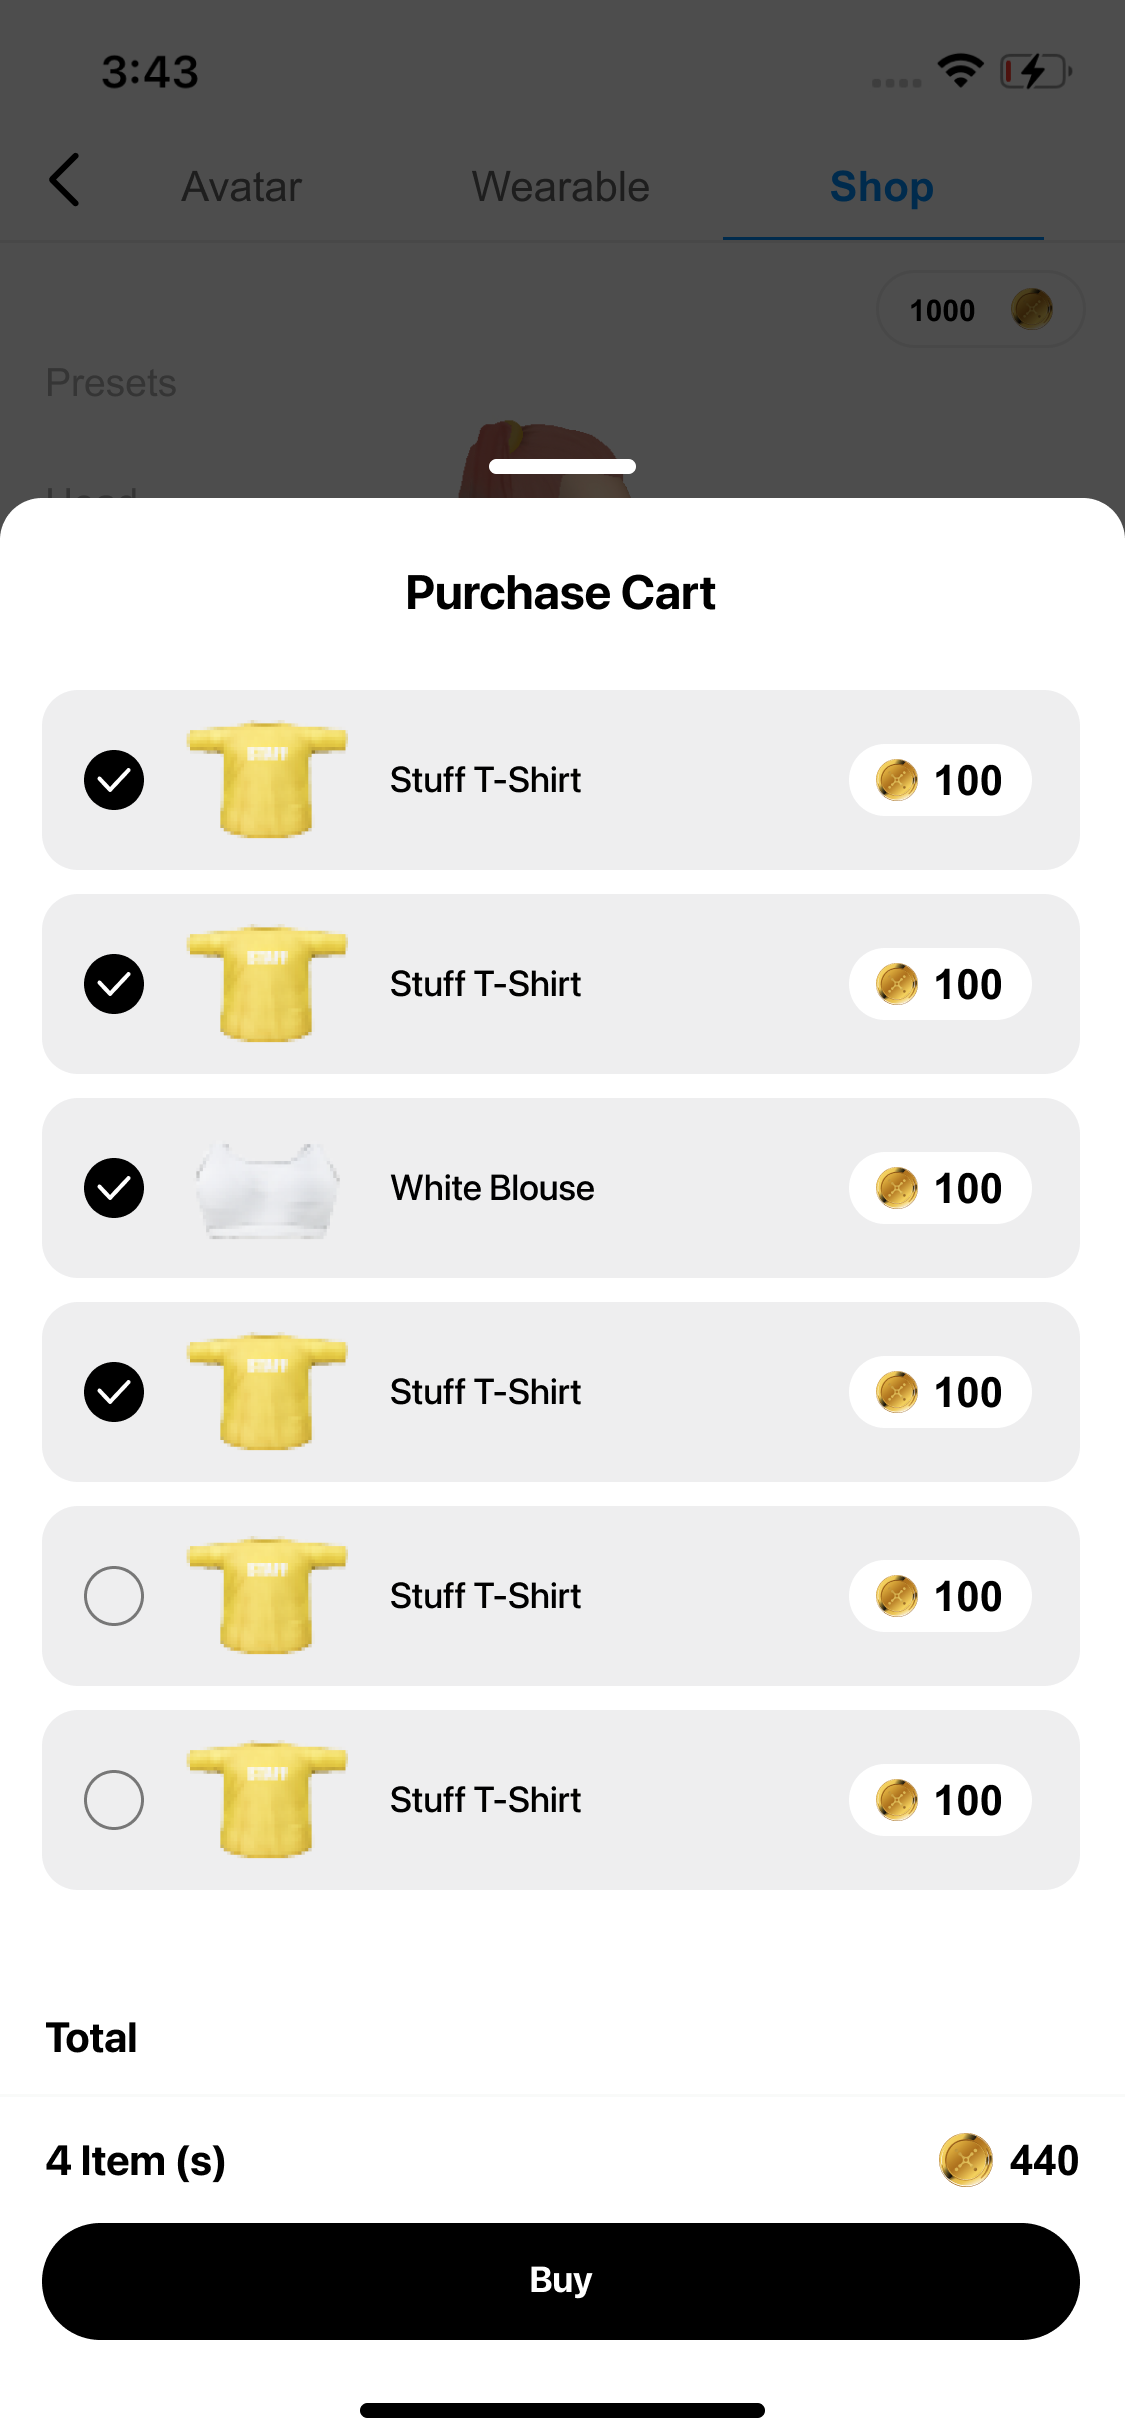 3:43
Avatar
Wearable
Shop
1000
Presets
Head
Purchase Cart
Stuff T-Shirt
100
Stuff T-Shirt
100
White Blouse
100
Stuff T-Shirt
100
Stuff T-Shirt
100
Stuff T-Shirt
100
Total
4 Item (s)
440
Buy